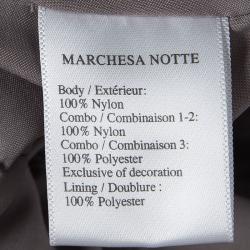 MARCHESA NOTTE
Body / Extérieur:
100% Nylon
Combo / Combinaison 1-2:
100% Nylon
Combo / Combinaison 3:
100% Polyester
Exclusive of decoration
Lining / Doublure :
100% Polyester